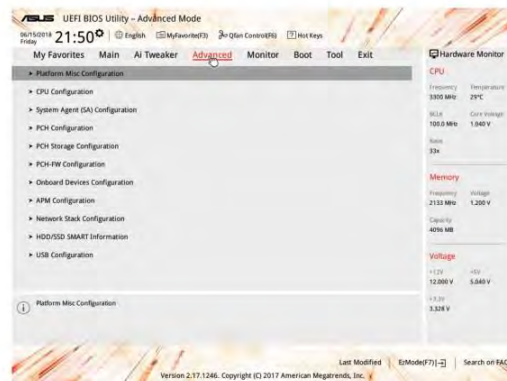 ASUS UEFI BIOS Utility – Advanced Mode
06/15/2018 Friday 21:50 English MyFavorite(F3) Qfan Control(F6) ? Hot Keys
My Favorites Main Ai Tweaker Advanced Monitor Boot Tool Exit
Hardware Monitor
> Platform Misc Configuration
> CPU Configuration
> System Agent (SA) Configuration
> PCH Configuration
> PCH Storage Configuration
> PCH-FW Configuration
> Onboard Devices Configuration
> APM Configuration
> Network Stack Configuration
> HDD/SSD SMART Information
> USB Configuration
CPU
Frequency Temperature
3300 MHz 29°C
BCLK Core Voltage
100.0 MHz 1.040 V
Ratio
33x
Memory
Frequency Voltage
2133 MHz 1.200 V
Capacity
4096 MB
Voltage
+12V +5V
12.000 V 5.040 V
+3.3V
3.328 V
i Platform Misc Configuration
Last Modified EzMode(F7) Search on FAQ
Version 2.17.1246. Copyright (C) 2017 American Megatrends, Inc.